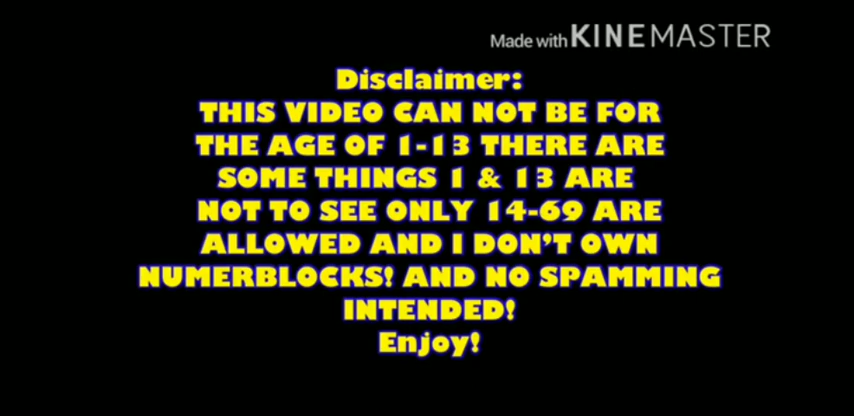 Made with KINEMASTER
Disclaimer:
THIS VIDEO CAN NOT BE FOR
THE AGE OF 1-13 THERE ARE
SOME THINGS 1 & 13 ARE
NOT TO SEE ONLY 14-69 ARE
ALLOWED AND I DON'T OWN
NUMERBLOCKS! AND NO SPAMMING
INTENDED!
Enjoy!